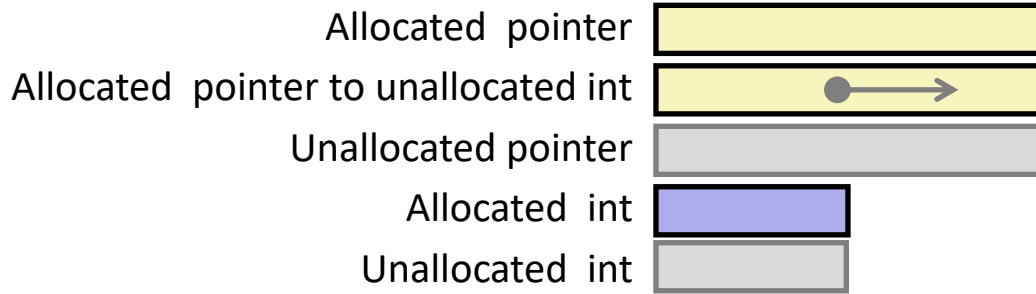 Allocated pointer
Allocated pointer to unallocated int
Unallocated pointer
Allocated int
Unallocated int